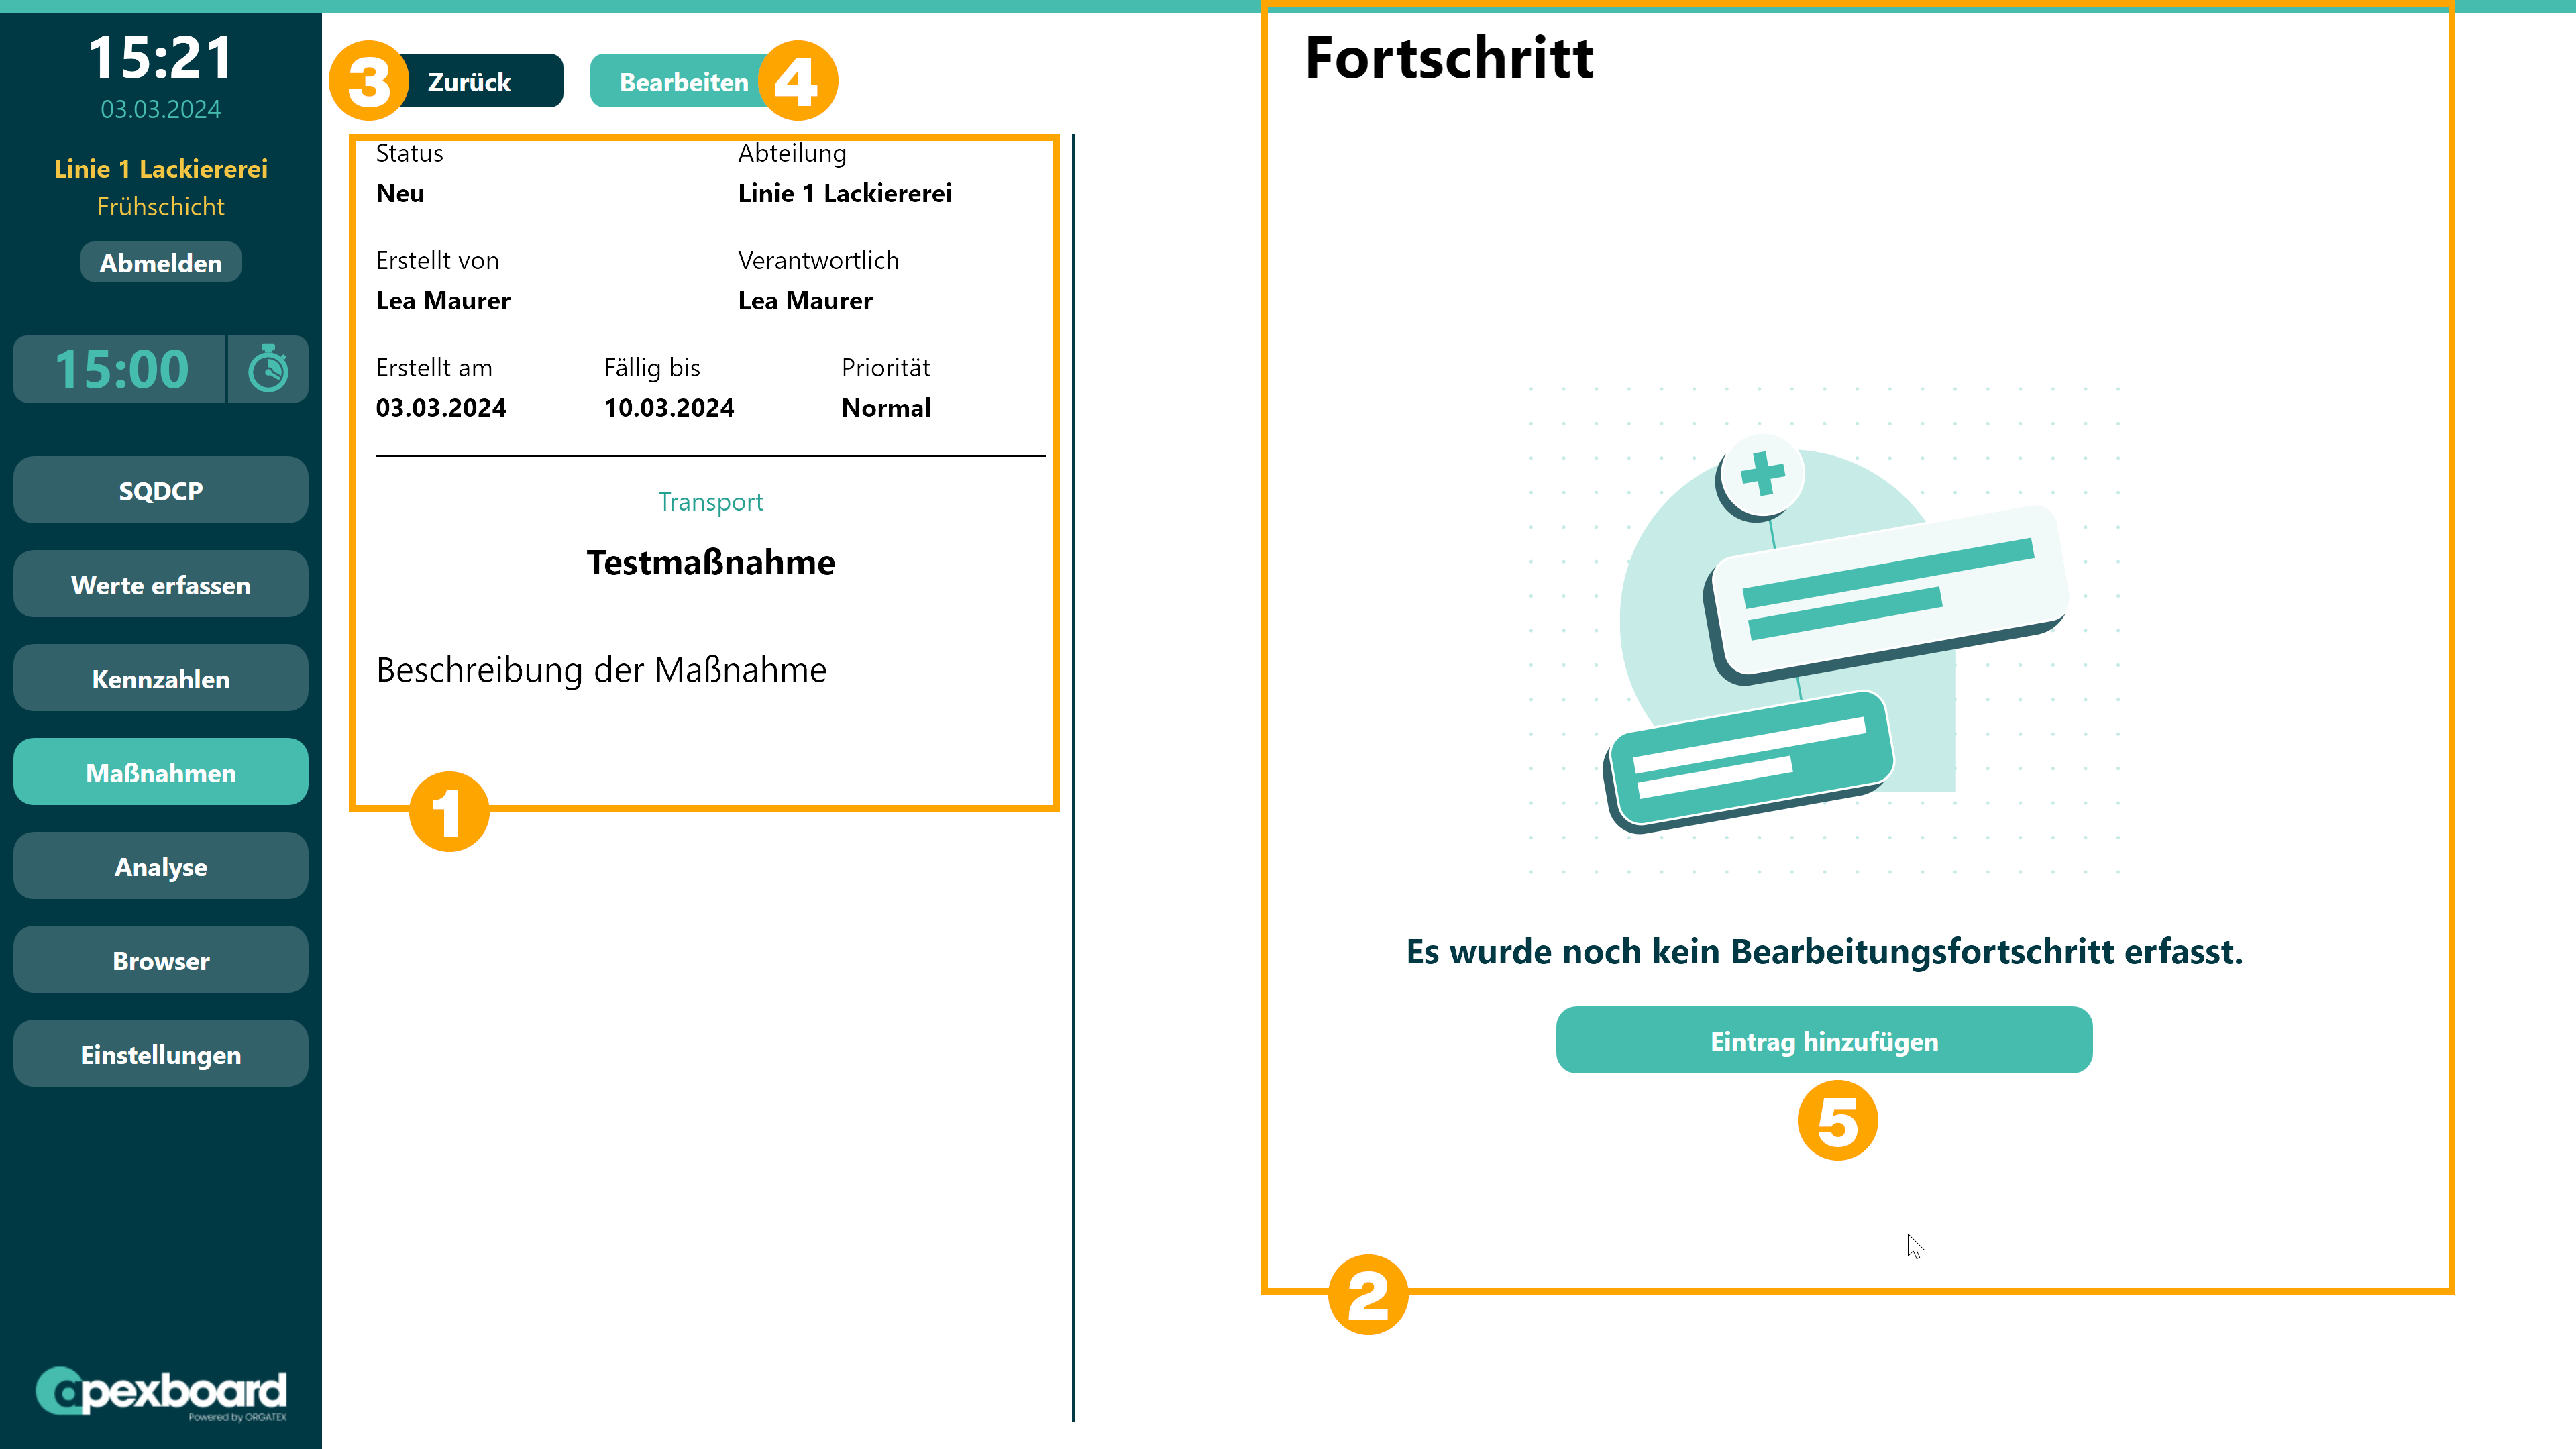 15:21
03.03.2024
Linie 1 Lackiererei
Frühschicht
Abmelden
15:00
SQDCP
Werte erfassen
Kennzahlen
Maßnahmen
Analyse
Browser
Einstellungen
apexboard
Powered by ORGATEX
3 Zurück
Bearbeiten 4
Status Abteilung
Neu Linie 1 Lackiererei
Erstellt von Verantwortlich
Lea Maurer Lea Maurer
Erstellt am Fällig bis Priorität
03.03.2024 10.03.2024 Normal
Transport
Testmaßnahme
Beschreibung der Maßnahme
1
Fortschritt
Es wurde noch kein Bearbeitungsfortschritt erfasst.
Eintrag hinzufügen
5
2